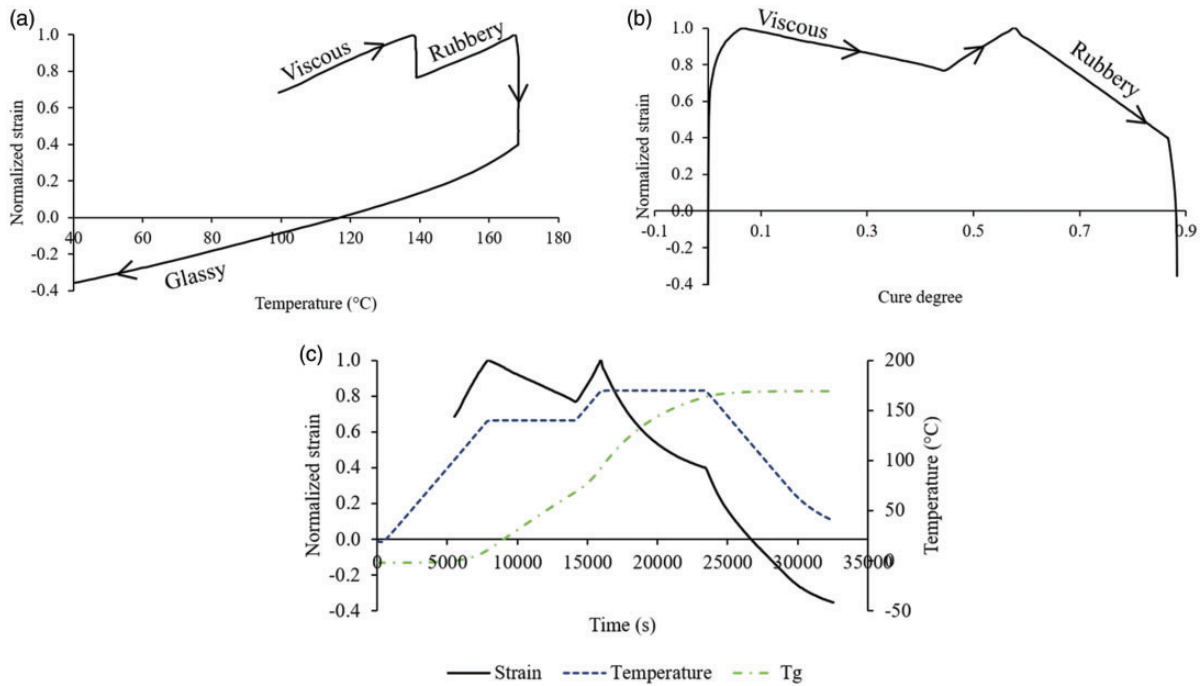 (a)
1.0
0.8
0.6
0.4
0.2
0.0
-0.2
-0.4
Normalized strain
Viscous
Rubbery
Glassy
40 60 80 100 120 140 160 180
Temperature (°C)
(b)
1.0
0.8
0.6
0.4
0.2
0.0
-0.2
-0.4
Normalized strain
Viscous
Rubbery
-0.1 0.1 0.3 0.5 0.7 0.9
Cure degree
(c)
1.0
0.8
0.6
0.4
0.2
0.0
-0.2
-0.4
Normalized strain
0 5000 10000 15000 20000 25000 30000 35000
200
150
100
50
0
-50
Temperature (°C)
Time (s)
Strain Temperature Tg